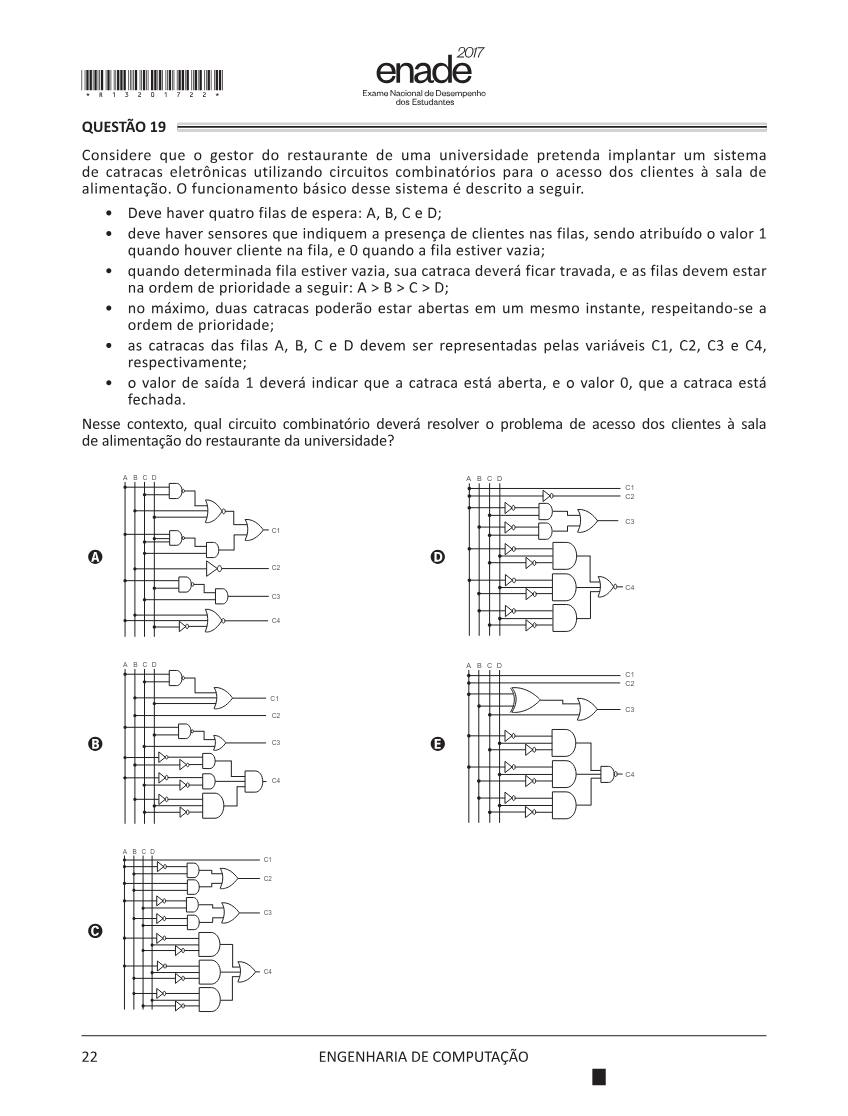 2017
enade
Exame Nacional de Desempenho
dos Estudantes
* R 1 3 2 0 1 7 2 2 *
QUESTÃO 19
Considere que o gestor do restaurante de uma universidade pretenda implantar um sistema
de catracas eletrônicas utilizando circuitos combinatórios para o acesso dos clientes à sala de
alimentação. O funcionamento básico desse sistema é descrito a seguir.
• Deve haver quatro filas de espera: A, B, C e D;
• deve haver sensores que indiquem a presença de clientes nas filas, sendo atribuído o valor 1
quando houver cliente na fila, e 0 quando a fila estiver vazia;
• quando determinada fila estiver vazia, sua catraca deverá ficar travada, e as filas devem estar
na ordem de prioridade a seguir: A > B > C > D;
• no máximo, duas catracas poderão estar abertas em um mesmo instante, respeitando-se a
ordem de prioridade;
• as catracas das filas A, B, C e D devem ser representadas pelas variáveis C1, C2, C3 e C4,
respectivamente;
• o valor de saída 1 deverá indicar que a catraca está aberta, e o valor 0, que a catraca está
fechada.
Nesse contexto, qual circuito combinatório deverá resolver o problema de acesso dos clientes à sala
de alimentação do restaurante da universidade?
A B C D
C1
A
C2
C3
C4
A B C D
C1
B
C2
C3
C4
A B C D
C1
C2
C3
C
C4
A B C D
C1
C2
C3
D
C4
A B C D
C1
C2
C3
E
C4
22
ENGENHARIA DE COMPUTAÇÃO